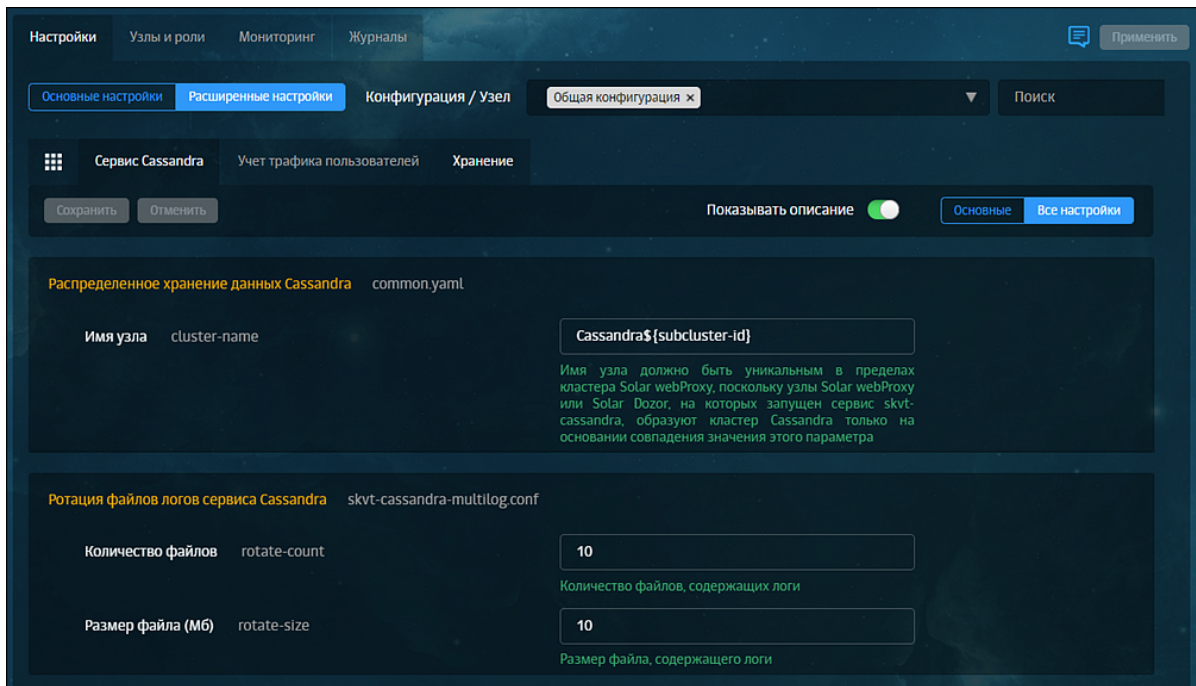 Настройки Узлы и роли Мониторинг Журналы Применить
Основные настройки Расширенные настройки Конфигурация / Узел Общая конфигурация × Поиск
Сервис Cassandra Учет трафика пользователей Хранение
Сохранить Отменить Показывать описание Основные Все настройки
Распределенное хранение данных Cassandra common.yaml
Имя узла cluster-name Cassandra${subcluster-id}
Имя узла должно быть уникальным в пределах
кластера Solar webProxy, поскольку узлы Solar webProxy
или Solar Dozor, на которых запущен сервис skvt-
cassandra, образуют кластер Cassandra только на
основании совпадения значения этого параметра
Ротация файлов логов сервиса Cassandra skvt-cassandra-multilog.conf
Количество файлов rotate-count 10
Количество файлов, содержащих логи
Размер файла (Мб) rotate-size 10
Размер файла, содержащего логи